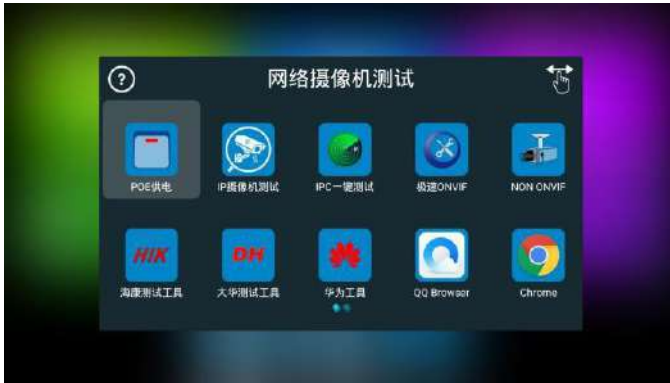 ?
网络摄像机测试
POE供电
IP摄像机测试
IPC一键测试
极速ONVIF
NON ONVIF
HIK
DH
海康测试工具
大华测试工具
华为工具
QQ Browser
Chrome